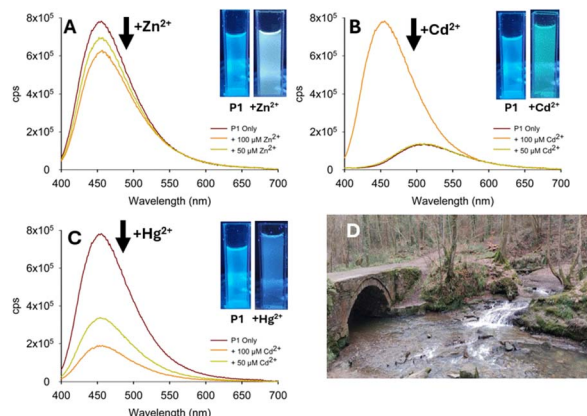 A
+Zn2+
8x10⁵
6x10⁵
4x10⁵
2x10⁵
0
cps
400 450 500 550 600 650 700
Wavelength (nm)
P1 +Zn2+
P1 Only
+ 100 µM Zn2+
+ 50 µM Zn2+
B
+Cd2+
8x10⁵
6x10⁵
4x10⁵
2x10⁵
0
cps
400 450 500 550 600 650 700
Wavelength (nm)
P1 +Cd2+
P1 Only
+ 100 µM Cd2+
+ 50 µM Cd2+
C
+Hg2+
8x10⁵
6x10⁵
4x10⁵
2x10⁵
0
cps
400 450 500 550 600 650 700
Wavelength (nm)
P1 +Hg2+
P1 Only
+ 100 µM Cd2+
+ 50 µM Cd2+
D